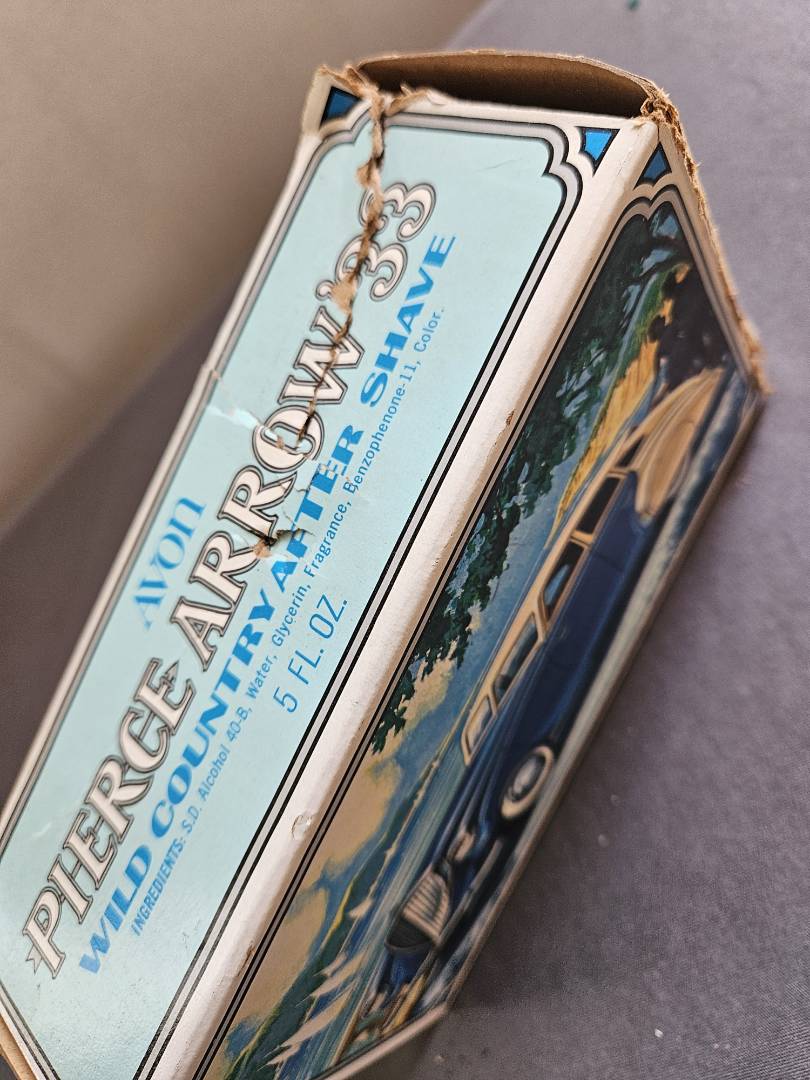 AVON
PIERCE ARROW '33
WILD COUNTRY AFTER SHAVE
INGREDIENTS: S.D. Alcohol 40-B, Water, Glycerin, Fragrance, Benzophenone-11, Color.
5 FL. OZ.